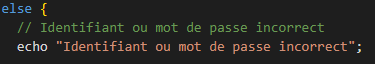 else {
// Identifiant ou mot de passe incorrect
echo "Identifiant ou mot de passe incorrect";